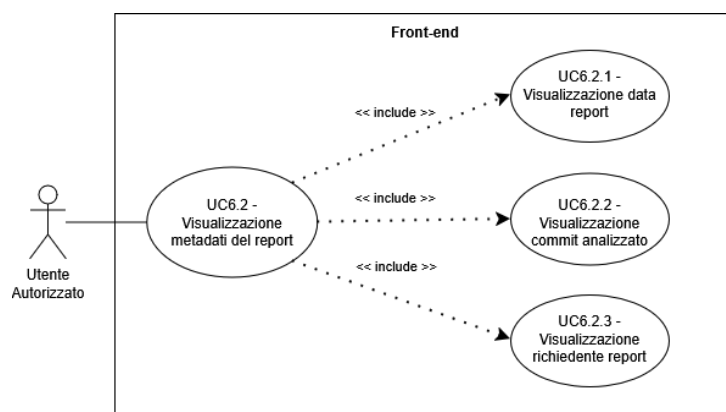 Front-end
UC6.2.1 -
Visualizzazione data
report
<< include >>
UC6.2 -
Visualizzazione
metadati del report
<< include >>
UC6.2.2 -
Visualizzazione
commit analizzato
<< include >>
Utente
Autorizzato
UC6.2.3 -
Visualizzazione
richiedente report